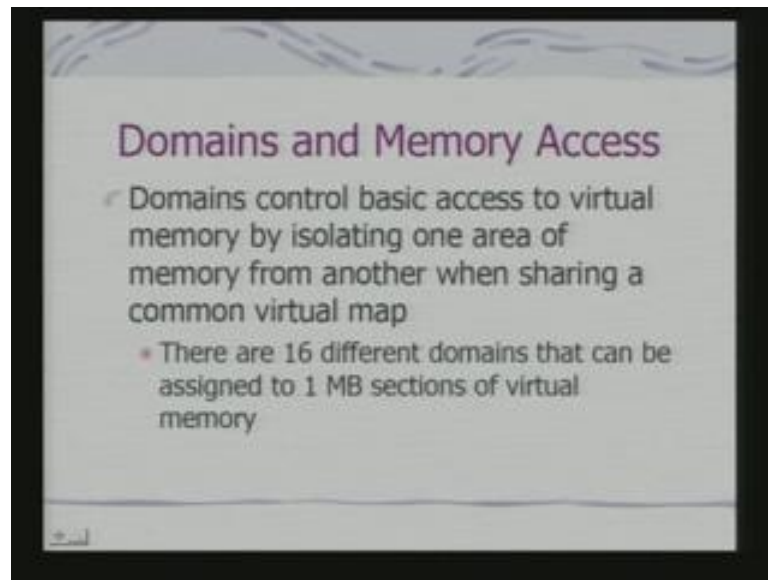 Domains and Memory Access
Domains control basic access to virtual
memory by isolating one area of
memory from another when sharing a
common virtual map
There are 16 different domains that can be
assigned to 1 MB sections of virtual
memory